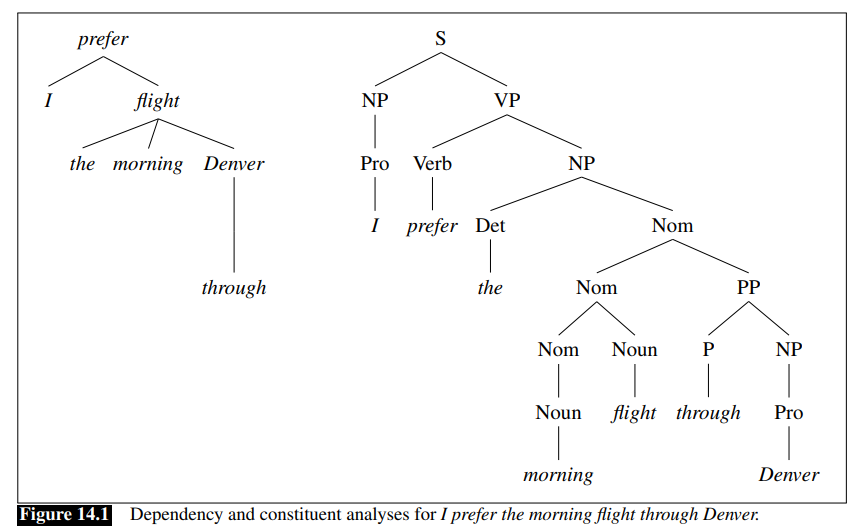 prefer S
I flight NP VP
the morning Denver Pro Verb NP
I prefer Det Nom
through the Nom PP
Nom Noun P NP
Noun flight through Pro
morning Denver
Figure 14.1 Dependency and constituent analyses for I prefer the morning flight through Denver.